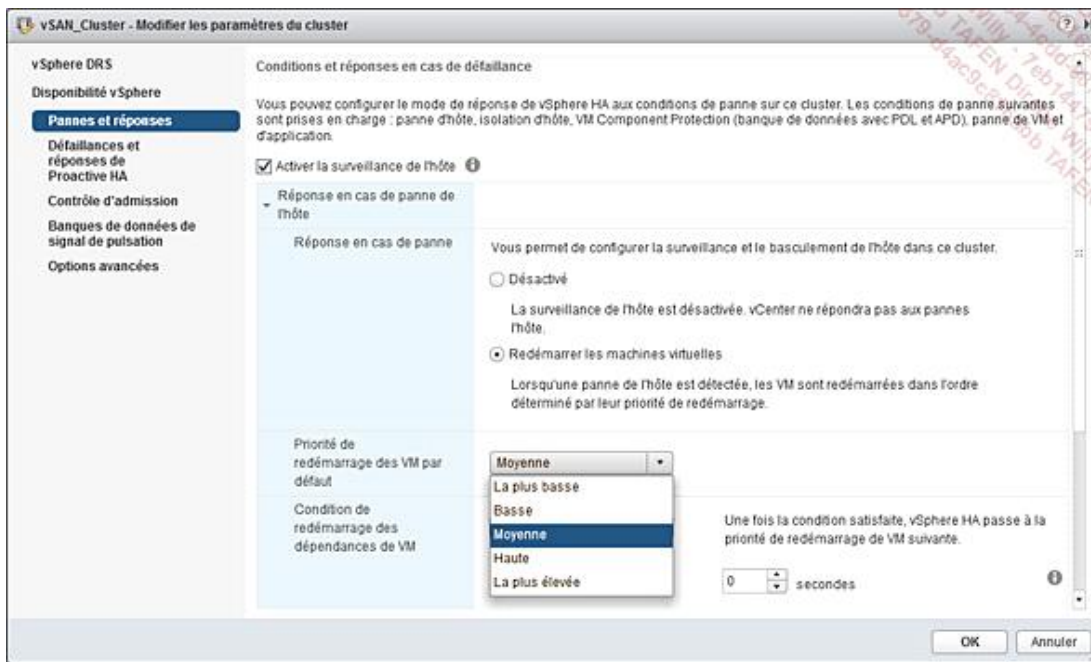 vSAN_Cluster - Modifier les paramètres du cluster
vSphere DRS
Disponibilité vSphere
Pannes et réponses
Défaillances et
réponses de
Proactive HA
Contrôle d'admission
Banques de données de
signal de pulsation
Options avancées
Conditions et réponses en cas de défaillance
Vous pouvez configurer le mode de réponse de vSphere HA aux conditions de panne sur ce cluster. Les conditions de panne suivantes
sont prises en charge : panne d'hôte, isolation d'hôte, VM Component Protection (banque de données avec PDL et APD), panne de VM et
d'application.
Activer la surveillance de l'hôte
Réponse en cas de panne de
l'hôte
Réponse en cas de panne
Vous permet de configurer la surveillance et le basculement de l'hôte dans ce cluster.
Désactivé
La surveillance de l'hôte est désactivée. vCenter ne répondra pas aux pannes
l'hôte.
Redémarrer les machines virtuelles
Lorsqu'une panne de l'hôte est détectée, les VM sont redémarrées dans l'ordre
déterminé par leur priorité de redémarrage.
Priorité de
redémarrage des VM par
défaut
Moyenne
La plus basse
Basse
Moyenne
Haute
La plus élevée
Condition de
redémarrage des
dépendances de VM
Une fois la condition satisfaite, vSphere HA passe à la
priorité de redémarrage de VM suivante.
0 secondes
OK
Annuler